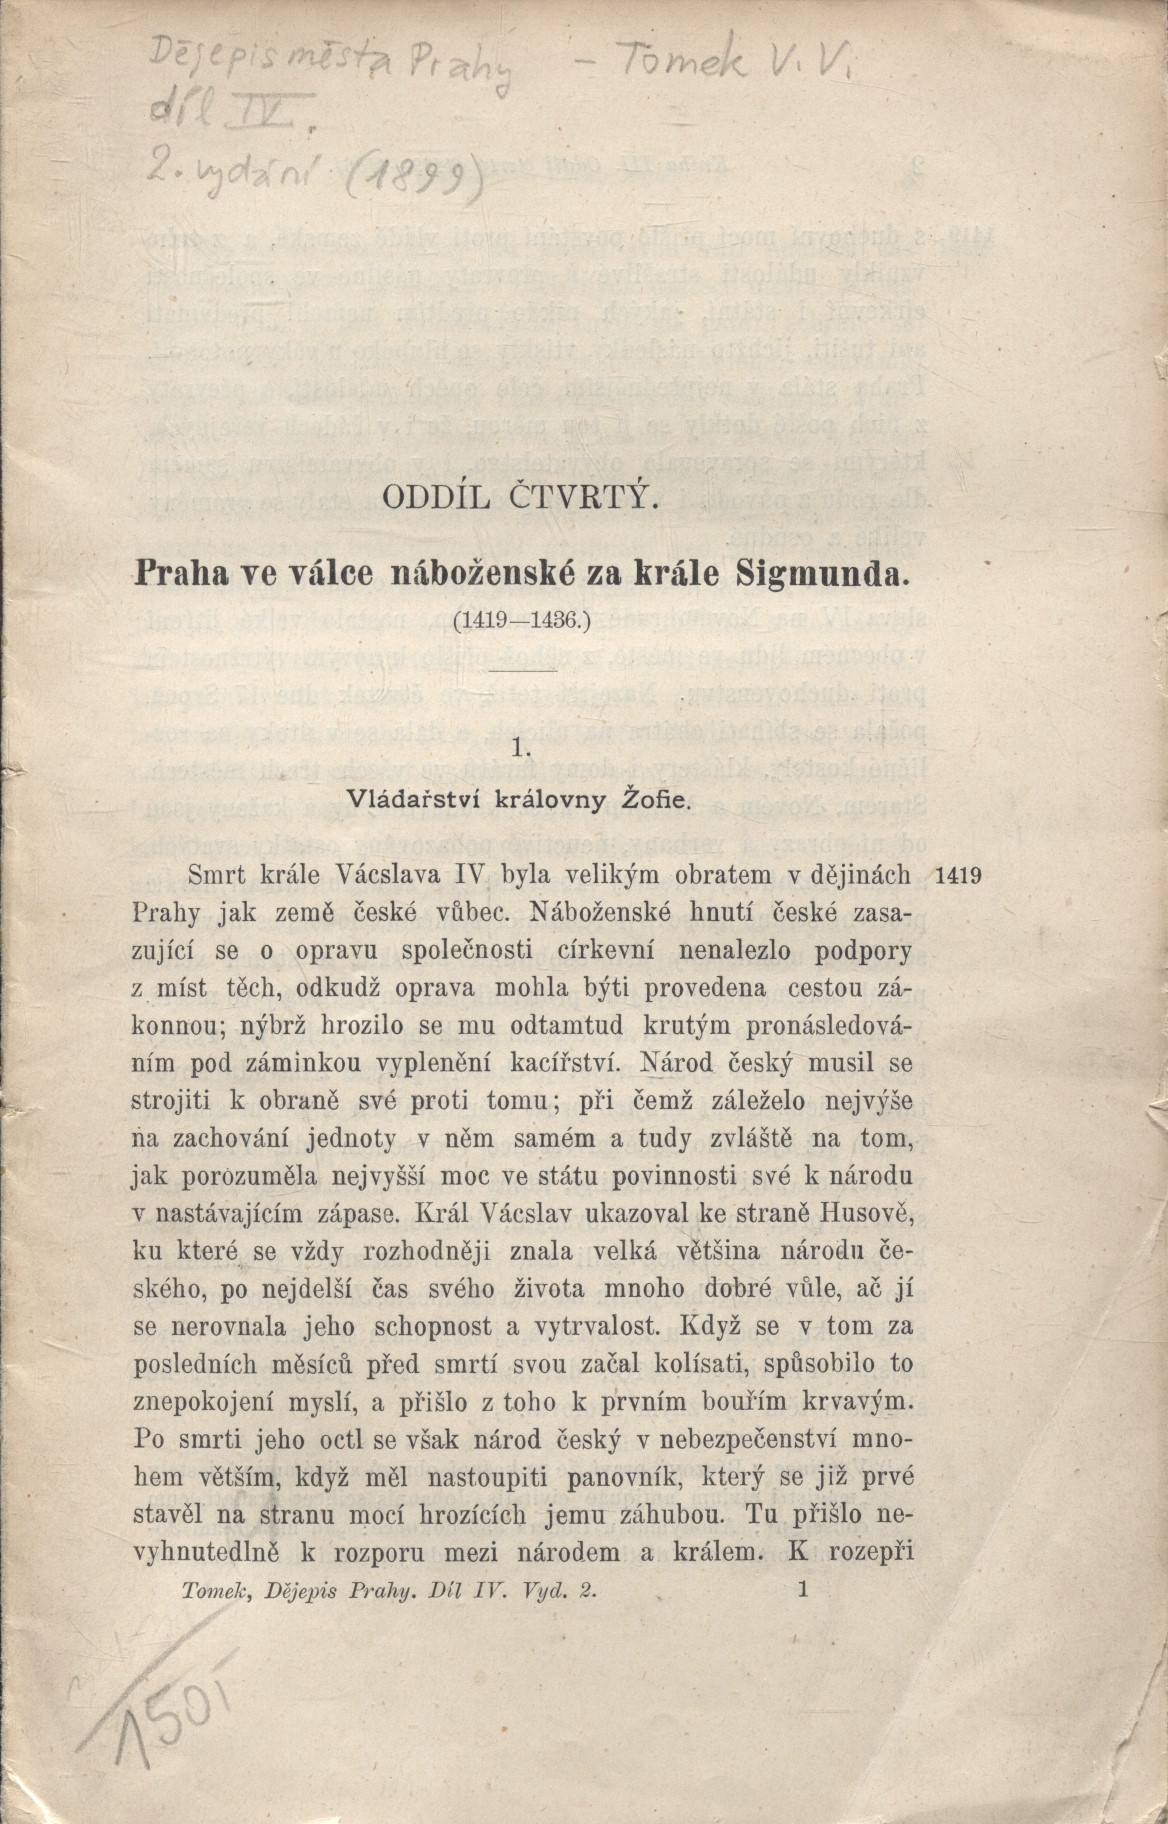 Dějepis města Prahy – Tomek V. V.
díl IV.
2. vydání (1899)
ODDÍL ČTVRTÝ.
Praha ve válce náboženské za krále Sigmunda.
(1419—1436.)
1.
Vládařství královny Žofie.
Smrt krále Vácslava IV byla velikým obratem v dějinách 1419
Prahy jak země české vůbec. Náboženské hnutí české zasa-
zující se o opravu společnosti církevní nenalezlo podpory
z míst těch, odkudž oprava mohla býti provedena cestou zá-
konnou; nýbrž hrozilo se mu odtamtud krutým pronásledová-
ním pod záminkou vyplenění kacířství. Národ český musil se
strojiti k obraně své proti tomu; při čemž záleželo nejvýše
na zachování jednoty v něm samém a tudy zvláště na tom,
jak porozuměla nejvyšší moc ve státu povinnosti své k národu
v nastávajícím zápase. Král Vácslav ukazoval ke straně Husově,
ku které se vždy rozhodněji znala velká většina národu če-
ského, po nejdelší čas svého života mnoho dobré vůle, ač jí
se nerovnala jeho schopnost a vytrvalost. Když se v tom za
posledních měsíců před smrtí svou začal kolísati, spůsobilo to
znepokojení myslí, a přišlo z toho k prvním bouřím krvavým.
Po smrti jeho octl se však národ český v nebezpečenství mno-
hem větším, když měl nastoupiti panovník, který se již prvé
stavěl na stranu mocí hrozících jemu záhubou. Tu přišlo ne-
vyhnutedlně k rozporu mezi národem a králem. K rozepři
Tomek, Dějepis Prahy. Díl IV. Vyd. 2. 1